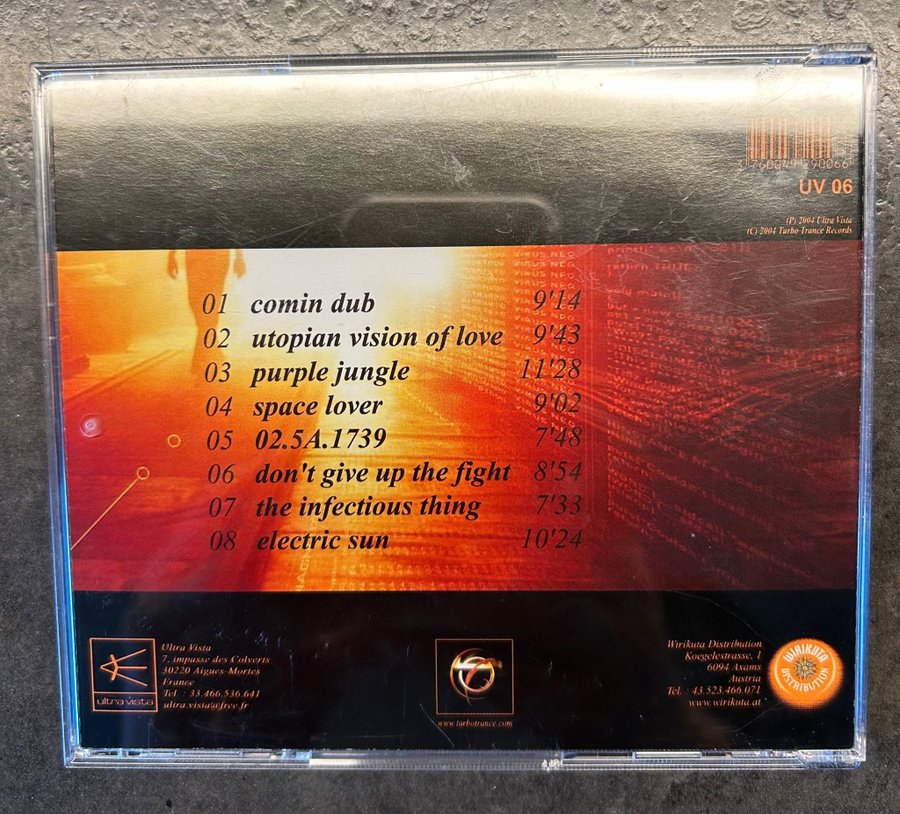 UV 06
(P) 2004 Ultra Vista
(C) 2004 Turbo-Trance Records
01 comin dub 9'14
02 utopian vision of love 9'43
03 purple jungle 11'28
04 space lover 9'02
05 02.5A.1739 7'48
06 don't give up the fight 8'54
07 the infectious thing 7'33
08 electric sun 10'24
ultra vista
Ultra Vista
7, impasse des Colverts
30220 Aigues-Mortes
France
Tel : 33.466.536.641
ultra.vista@free.fr
www.turbotrance.com
Wirikuta Distribution
Koegelestrasse, 1
6094 Axams
Austria
Tel : 43.523.466.071
www.wirikuta.at
WIRIKUTA
DISTRIBUTION